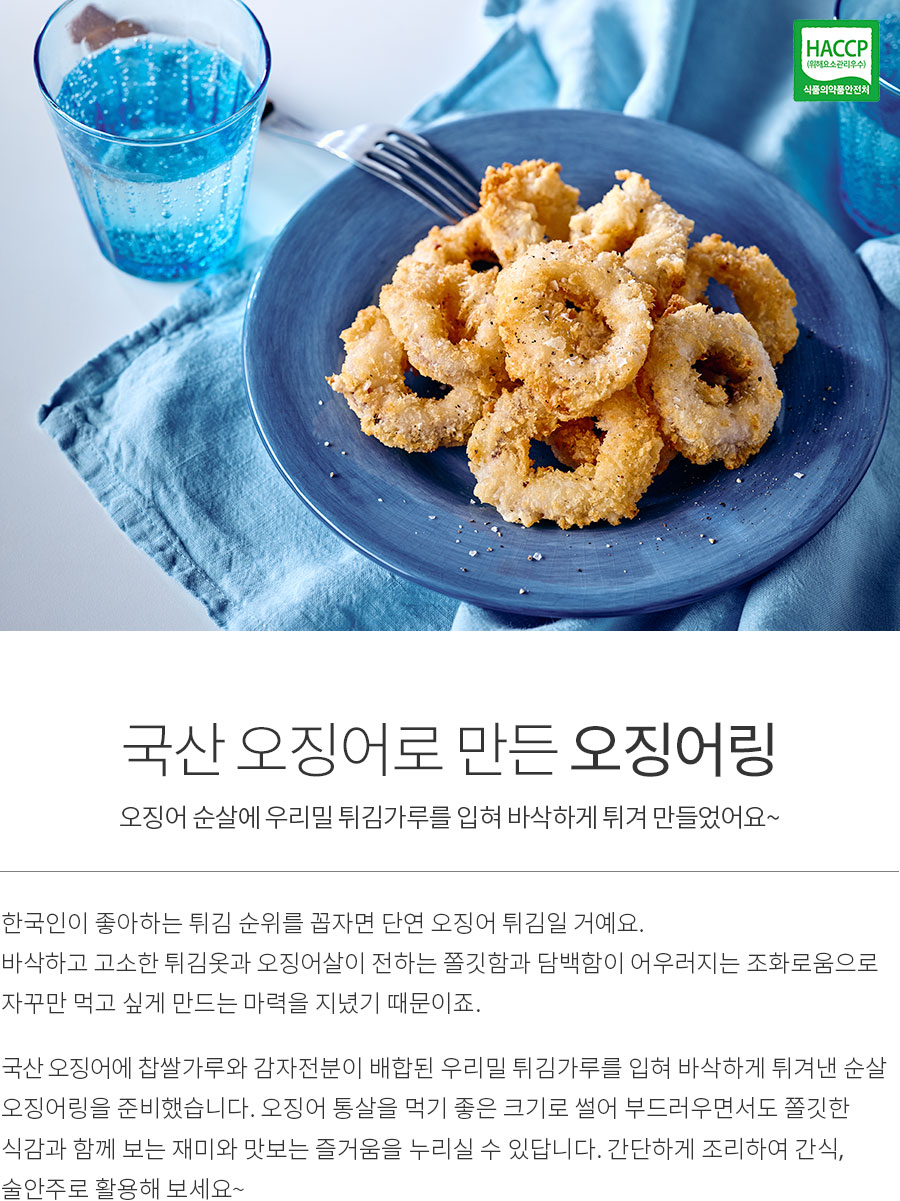 HACCP
(위해요소관리우수)
식품의약품안전처
국산 오징어로 만든 오징어링
오징어 순살에 우리밀 튀김가루를 입혀 바삭하게 튀겨 만들었어요~
한국인이 좋아하는 튀김 순위를 꼽자면 단연 오징어 튀김일 거예요.
바삭하고 고소한 튀김옷과 오징어살이 전하는 쫄깃함과 담백함이 어우러지는 조화로움으로
자꾸만 먹고 싶게 만드는 마력을 지녔기 때문이죠.
국산 오징어에 찹쌀가루와 감자전분이 배합된 우리밀 튀김가루를 입혀 바삭하게 튀겨낸 순살
오징어링을 준비했습니다. 오징어 통살을 먹기 좋은 크기로 썰어 부드러우면서도 쫄깃한
식감과 함께 보는 재미와 맛보는 즐거움을 누리실 수 있답니다. 간단하게 조리하여 간식,
술안주로 활용해 보세요~